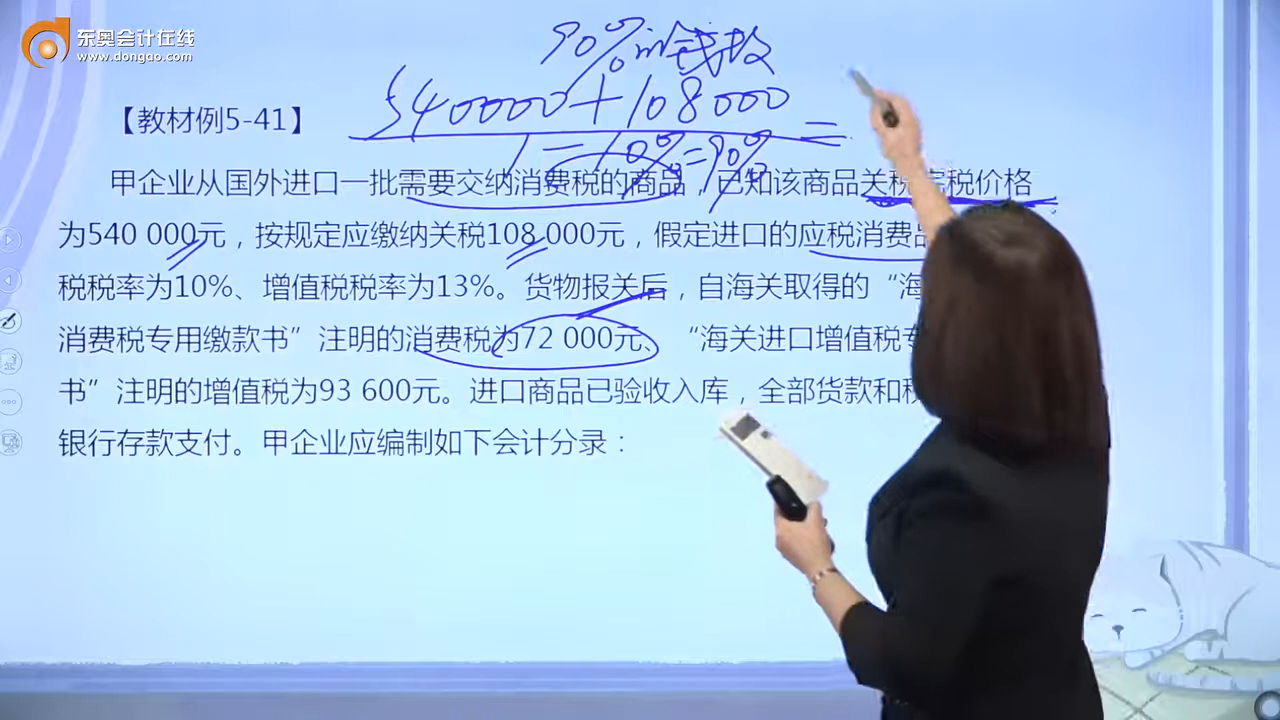 东奥会计在线
www.dongao.com
90%的钱数
540000+108000
=
1-10%=90%
【教材例5-41】
甲企业从国外进口一批需要交纳消费税的商品，已知该商品关税完税价格
为540 000元，按规定应缴纳关税108 000元，假定进口的应税消费品
税税率为10%、增值税税率为13%。货物报关后，自海关取得的“海
消费税专用缴款书”注明的消费税为72 000元、“海关进口增值税专
书”注明的增值税为93 600元。进口商品已验收入库，全部货款和税
银行存款支付。甲企业应编制如下会计分录：